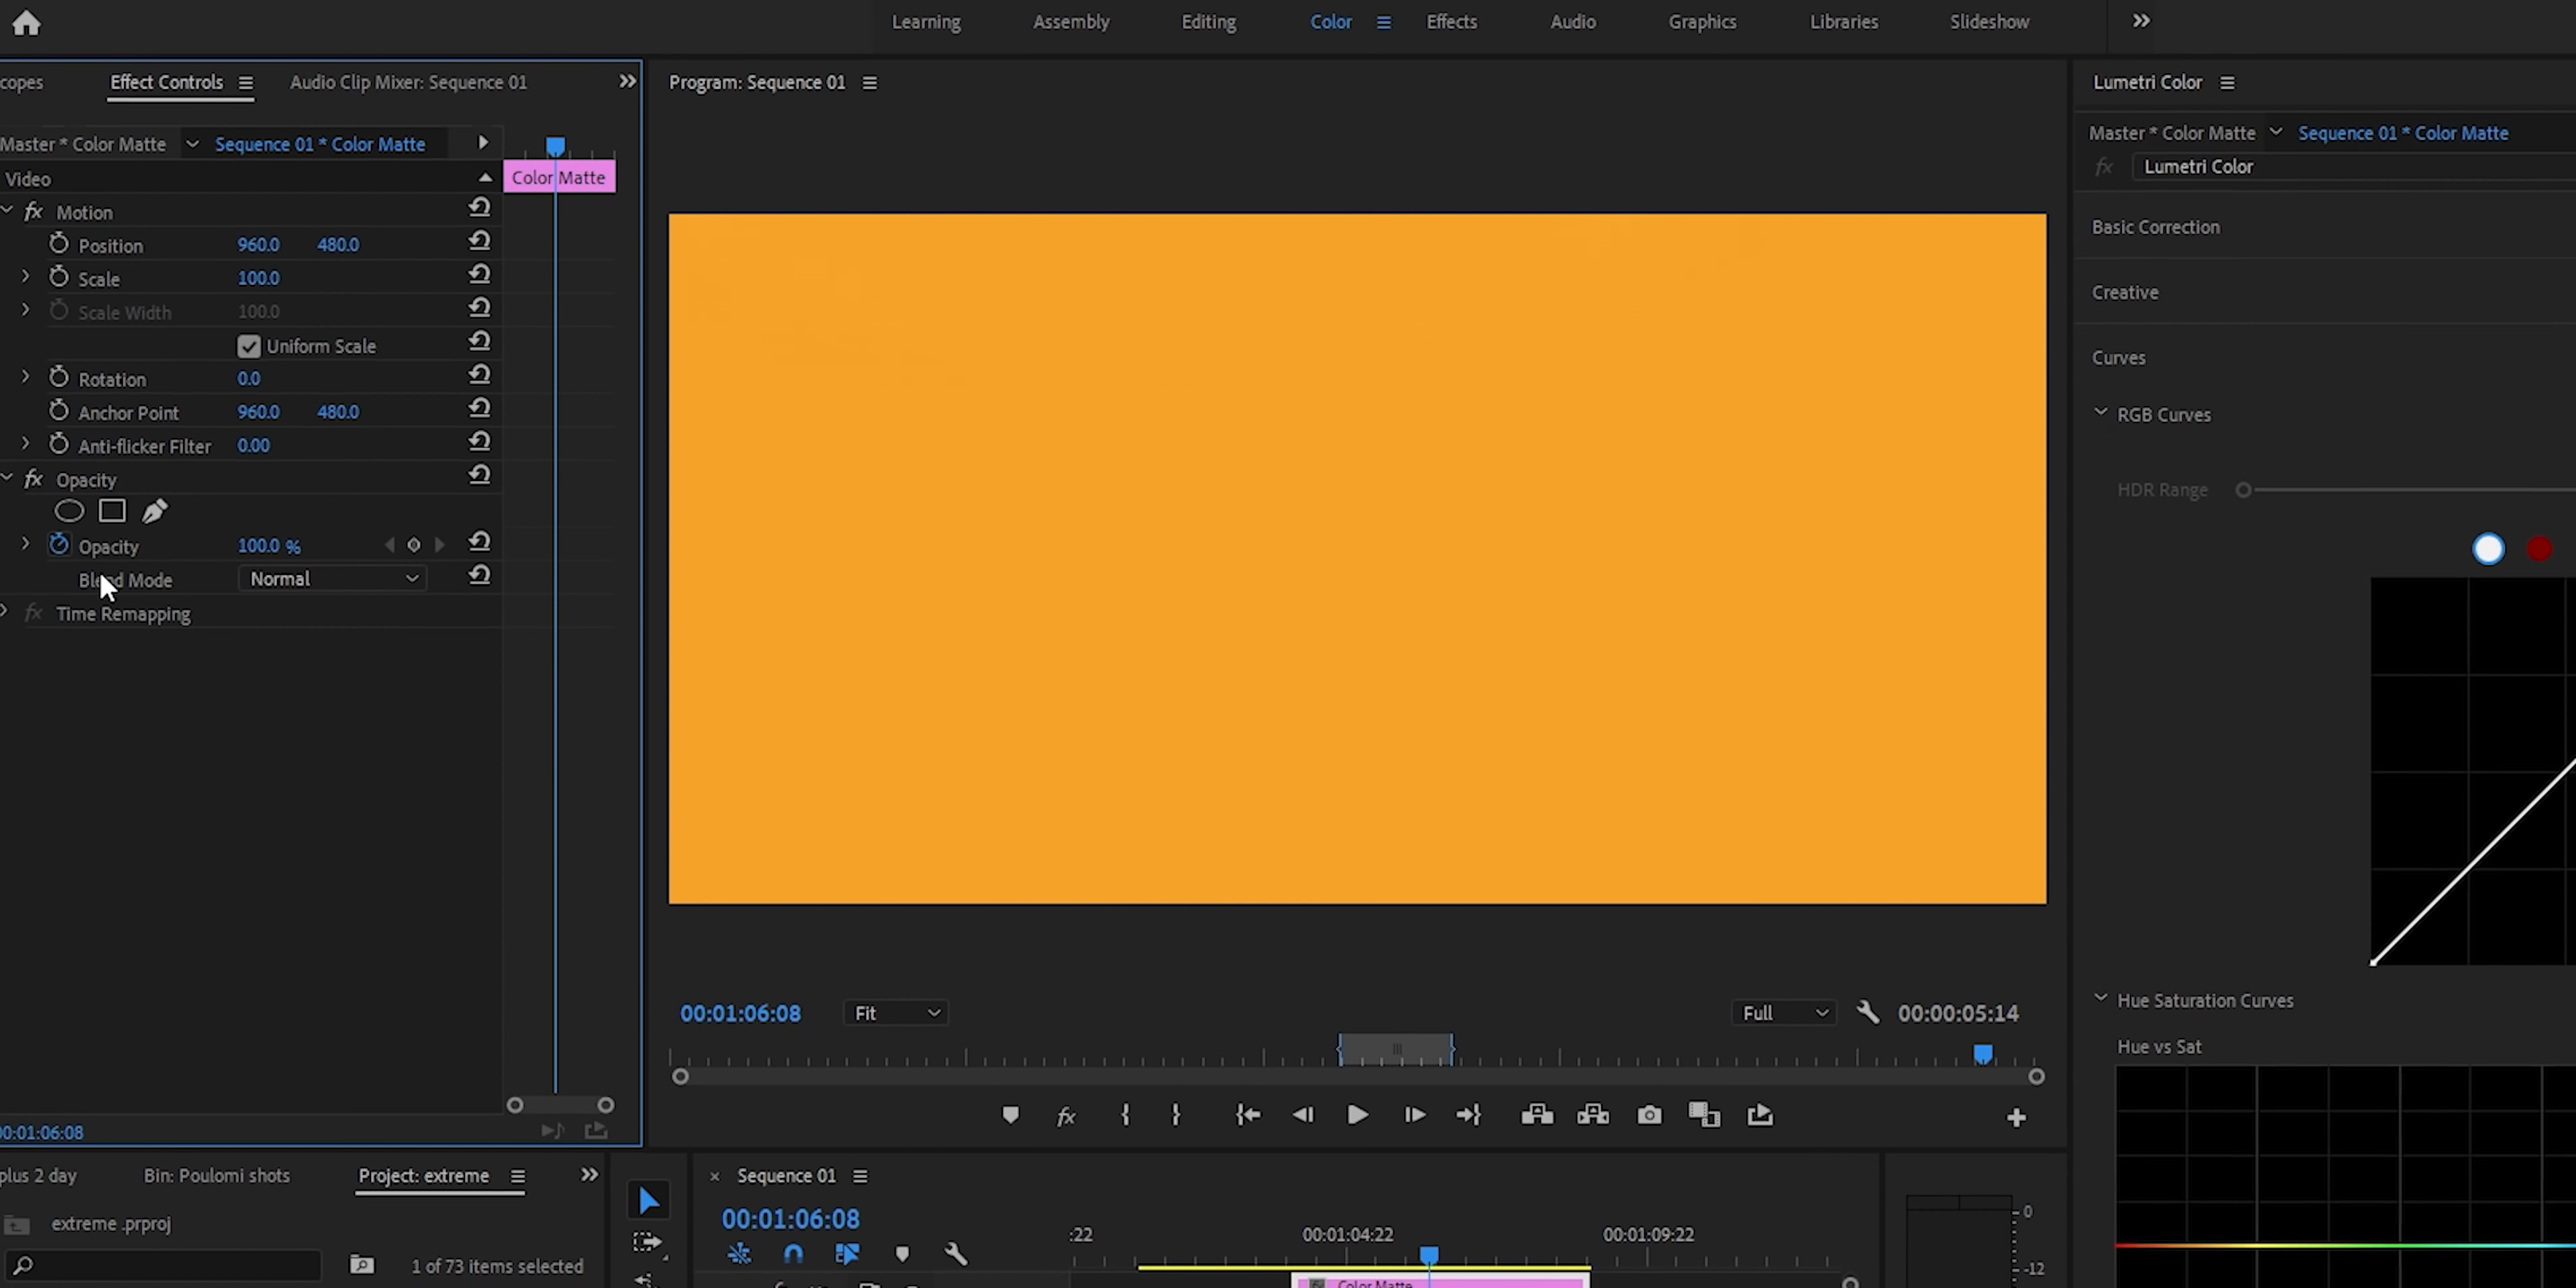 Learning Assembly Editing Color Effects Audio Graphics Libraries Slideshow
copes Effect Controls Audio Clip Mixer: Sequence 01
Master * Color Matte Sequence 01 * Color Matte
Color Matte
Video
fx Motion
Position 960.0 480.0
Scale 100.0
Scale Width 100.0
Uniform Scale
Rotation 0.0
Anchor Point 960.0 480.0
Anti-flicker Filter 0.00
fx Opacity
Opacity 100.0 %
Blend Mode Normal
fx Time Remapping
00:01:06:08
Program: Sequence 01
00:01:06:08 Fit Full 00:00:05:14
fx
Lumetri Color
Master * Color Matte Sequence 01 * Color Matte
fx Lumetri Color
Basic Correction
Creative
Curves
RGB Curves
HDR Range
Hue Saturation Curves
Hue vs Sat
plus 2 day Bin: Poulomi shots Project: extreme
extreme .prproj
1 of 73 items selected
× Sequence 01
00:01:06:08
:22 00:01:04:22 00:01:09:22
Color Matte
0
-12